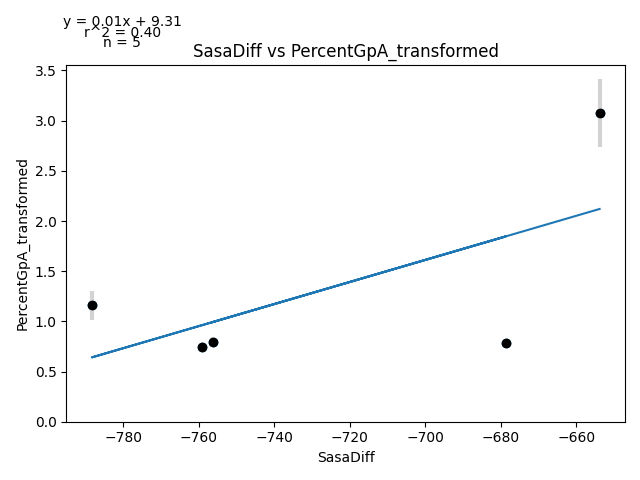 y = 0.01x + 9.31
r^2 = 0.40
n = 5
SasaDiff vs PercentGpA_transformed
3.5
3.0
2.5
2.0
1.5
1.0
0.5
0.0
PercentGpA_transformed
−780 −760 −740 −720 −700 −680 −660
SasaDiff